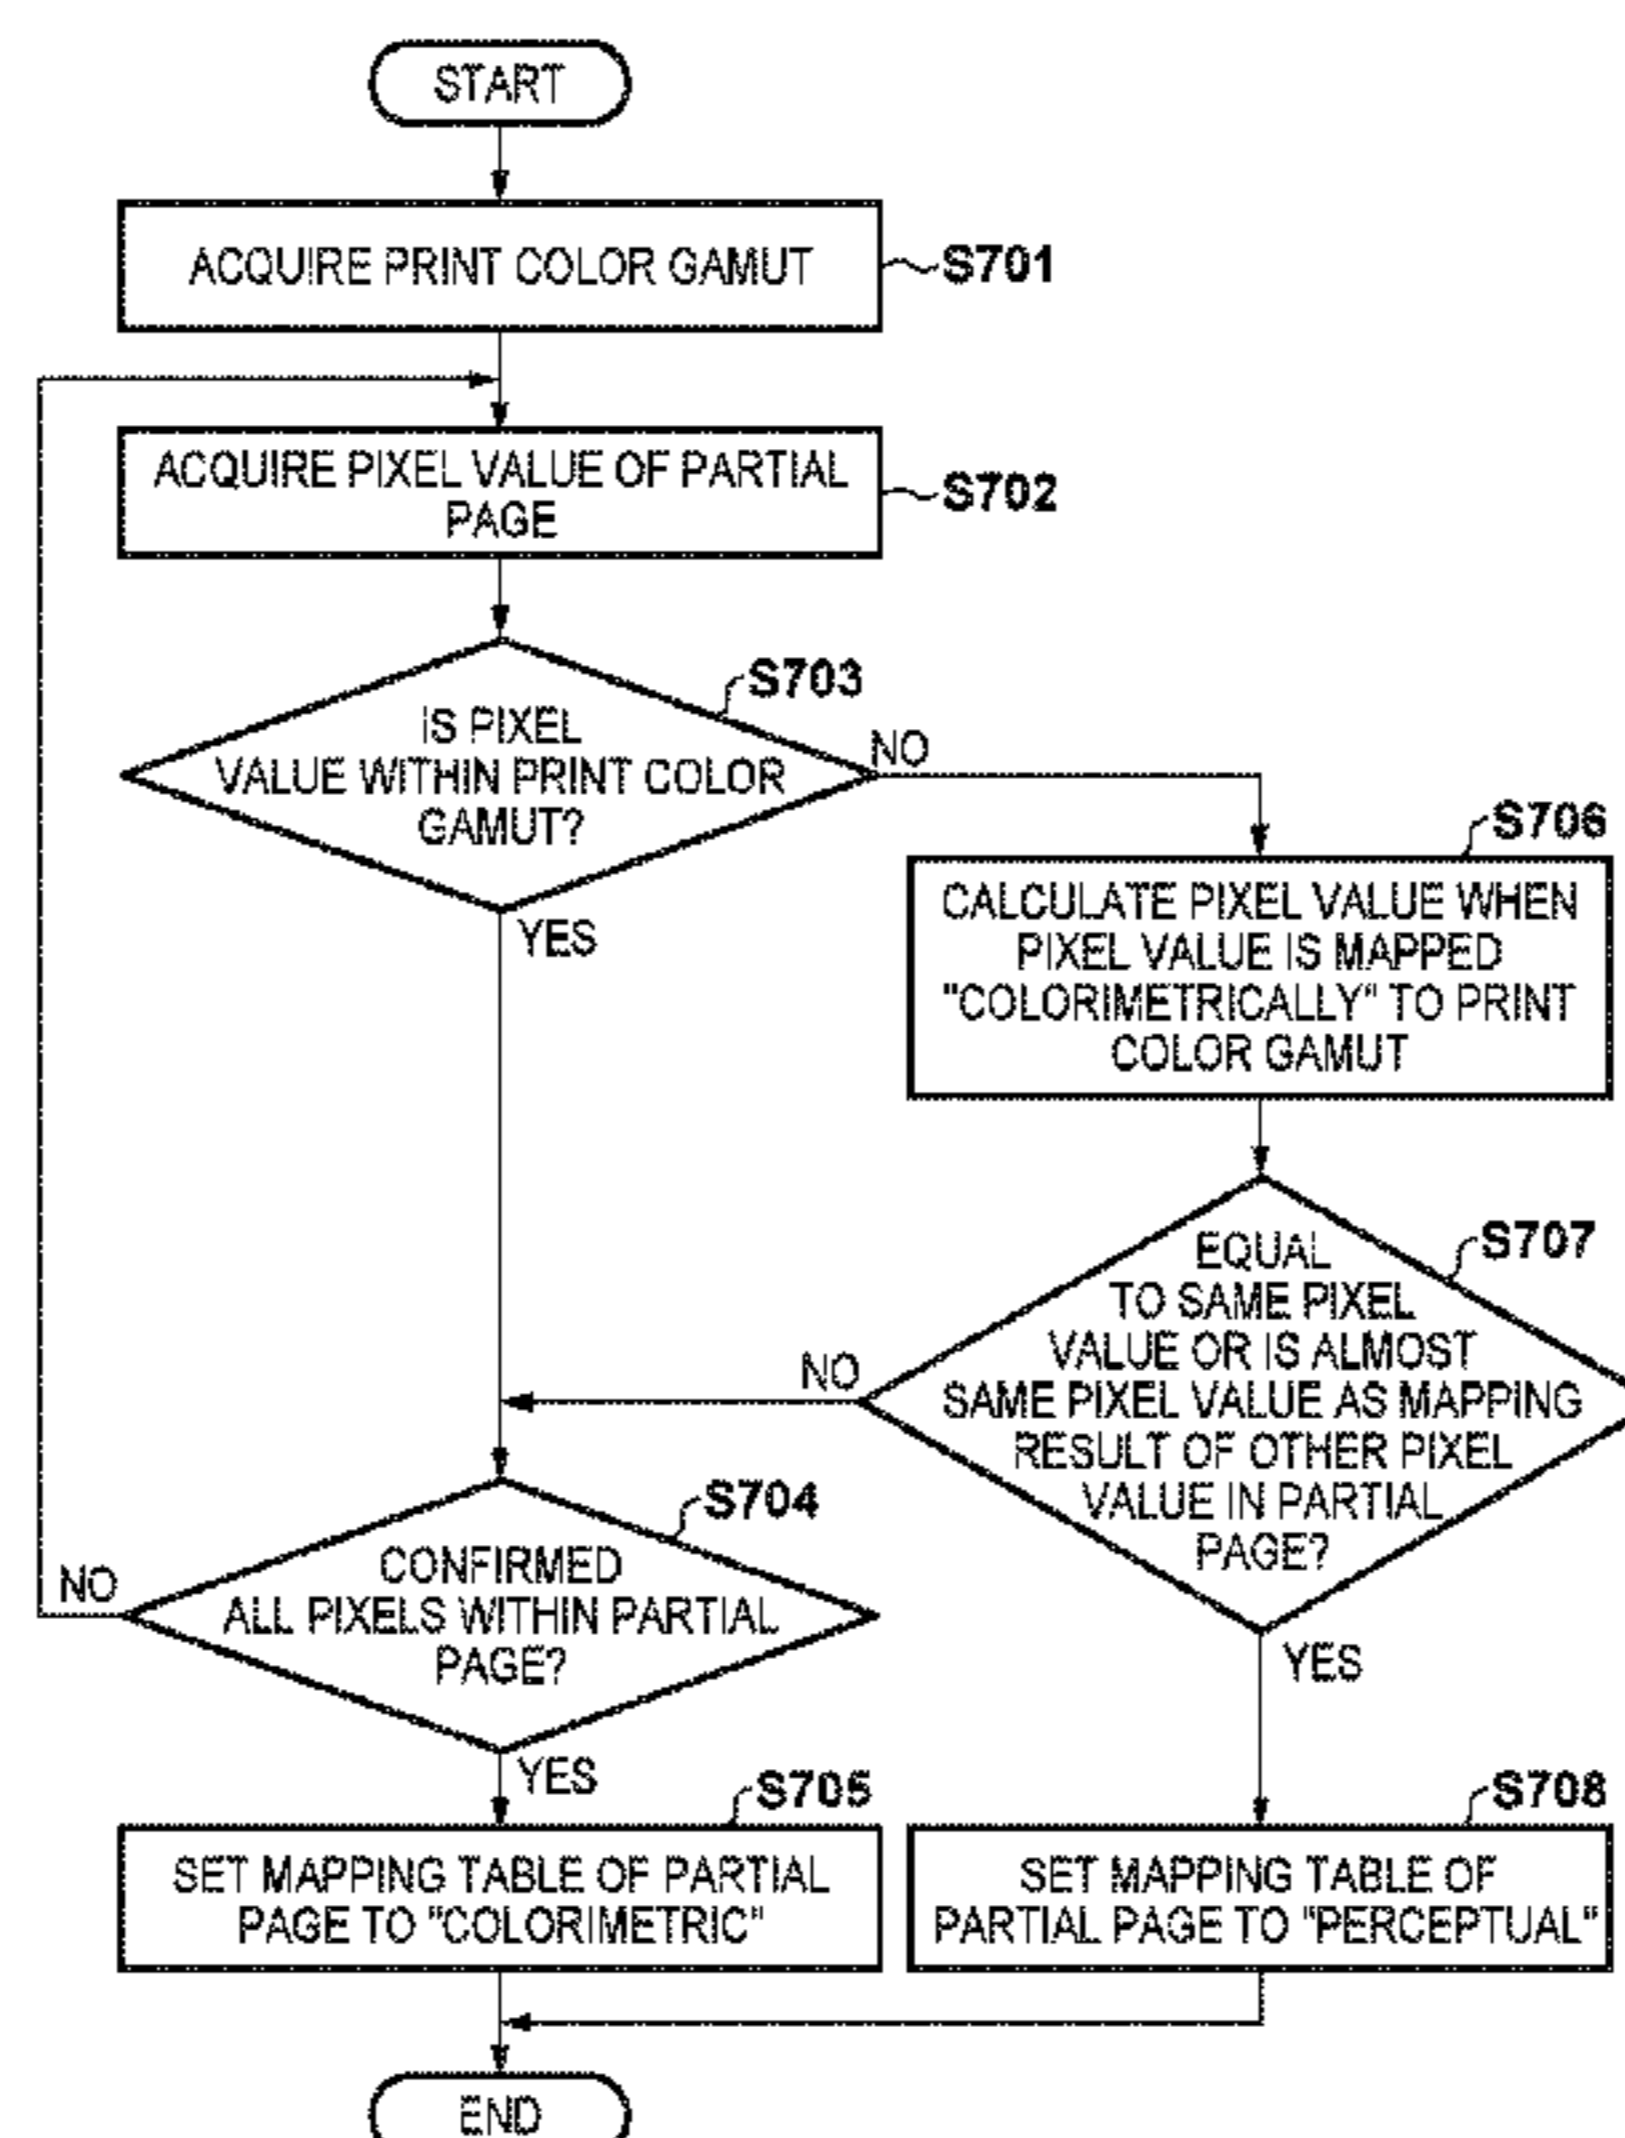 START
ACQUIRE PRINT COLOR GAMUT
S701
ACQUIRE PIXEL VALUE OF PARTIAL
PAGE
S702
S703
IS PIXEL
VALUE WITHIN PRINT COLOR
GAMUT?
NO
YES
S706
CALCULATE PIXEL VALUE WHEN
PIXEL VALUE IS MAPPED
"COLORIMETRICALLY" TO PRINT
COLOR GAMUT
S707
EQUAL
TO SAME PIXEL
VALUE OR IS ALMOST
SAME PIXEL VALUE AS MAPPING
RESULT OF OTHER PIXEL
VALUE IN PARTIAL
PAGE?
NO
YES
S704
CONFIRMED
ALL PIXELS WITHIN PARTIAL
PAGE?
NO
YES
S705
SET MAPPING TABLE OF PARTIAL
PAGE TO "COLORIMETRIC"
S708
SET MAPPING TABLE OF
PARTIAL PAGE TO "PERCEPTUAL"
END